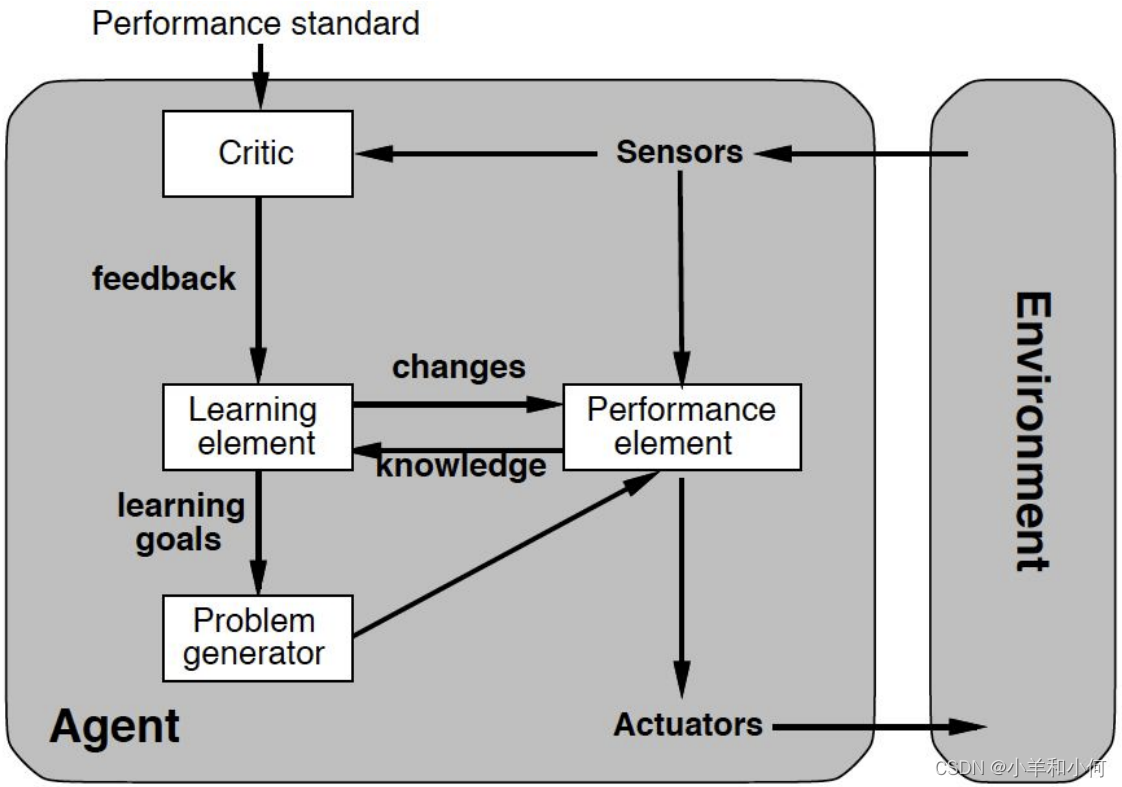 Performance standard
Critic
Sensors
feedback
changes
Learning
element
Performance
element
knowledge
learning
goals
Problem
generator
Agent
Actuators
Environment
CSDN @小羊和小何